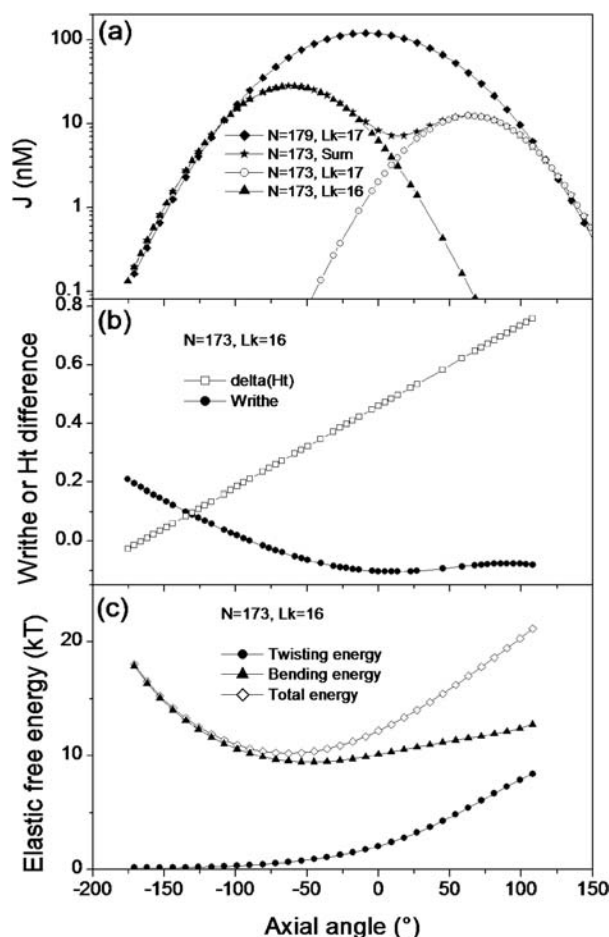 (a)
100
10
1
0.1
J (nM)
N=179, Lk=17
N=173, Sum
N=173, Lk=17
N=173, Lk=16
(b)
0.8
0.4
0.2
0.0
Writhe or Ht difference
N=173, Lk=16
delta(Ht)
Writhe
(c)
20
10
0
Elastic free energy (kT)
N=173, Lk=16
Twisting energy
Bending energy
Total energy
-200 -150 -100 -50 0 50 100 150
Axial angle (°)